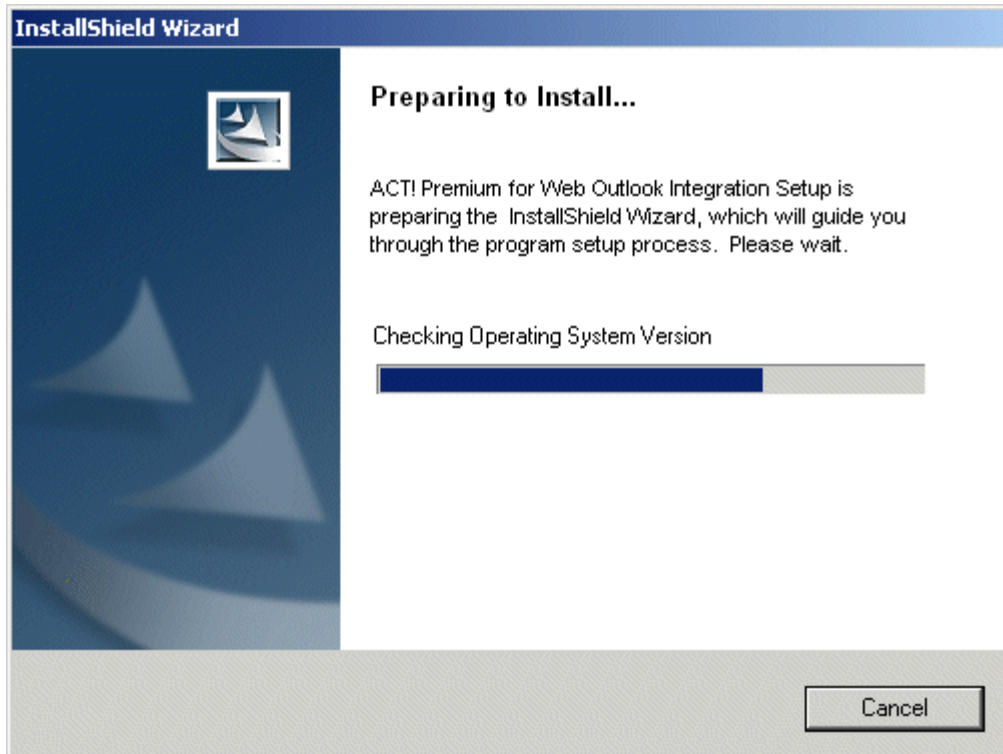 InstallShield Wizard
Preparing to Install...
ACT! Premium for Web Outlook Integration Setup is
preparing the  InstallShield Wizard, which will guide you
through the program setup process.  Please wait.
Checking Operating System Version
Cancel